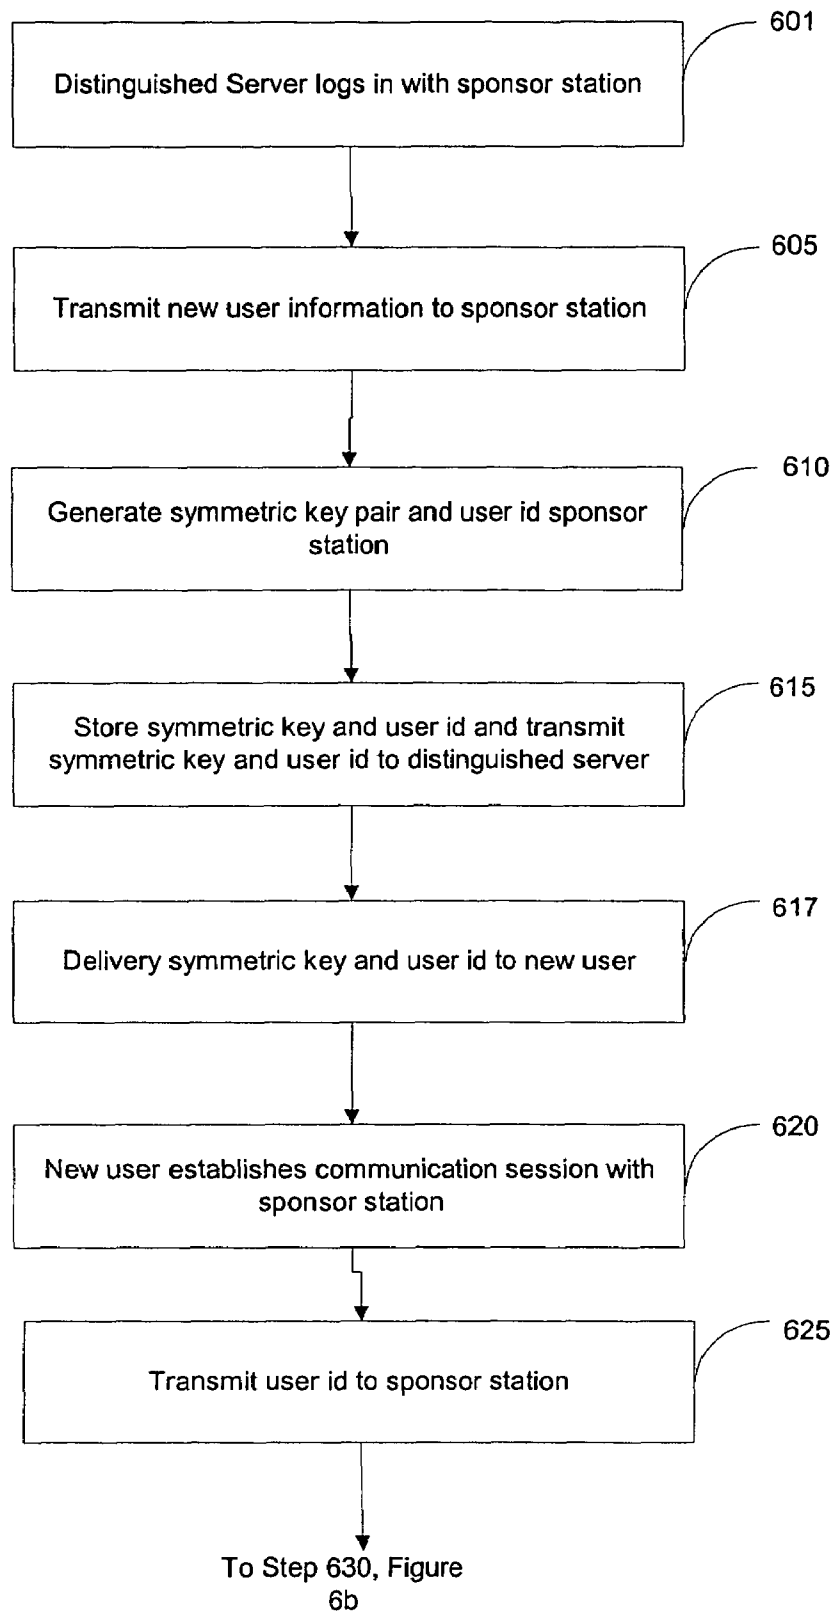 601
Distinguished Server logs in with sponsor station
605
Transmit new user information to sponsor station
610
Generate symmetric key pair and user id sponsor
station
615
Store symmetric key and user id and transmit
symmetric key and user id to distinguished server
617
Delivery symmetric key and user id to new user
620
New user establishes communication session with
sponsor station
625
Transmit user id to sponsor station
To Step 630, Figure
6b